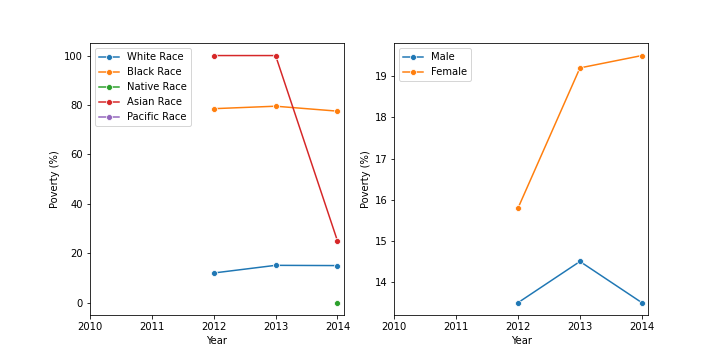 White Race
Black Race
Native Race
Asian Race
Pacific Race
100
80
60
40
20
0
Poverty (%)
2010 2011 2012 2013 2014
Year
Male
Female
19
18
17
16
15
14
Poverty (%)
2010 2011 2012 2013 2014
Year